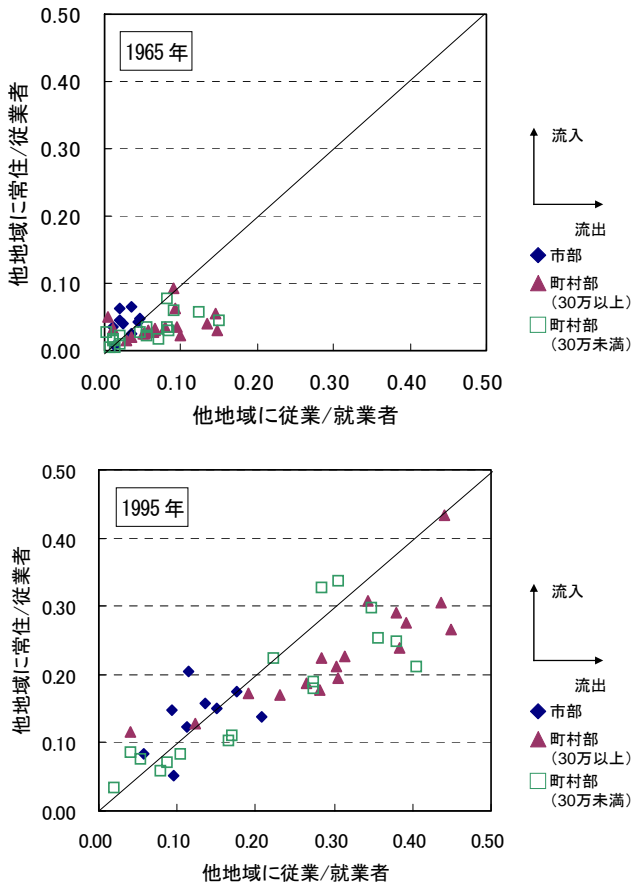 1965 年
0.50
0.40
0.30
0.20
0.10
0.00
0.00 0.10 0.20 0.30 0.40 0.50
他地域に常住/従業者
他地域に従業/就業者
流入
流出
市部
町村部
(30万以上)
町村部
(30万未満)
1995 年
0.50
0.40
0.30
0.20
0.10
0.00
0.00 0.10 0.20 0.30 0.40 0.50
他地域に常住/従業者
他地域に従業/就業者
流入
流出
市部
町村部
(30万以上)
町村部
(30万未満)